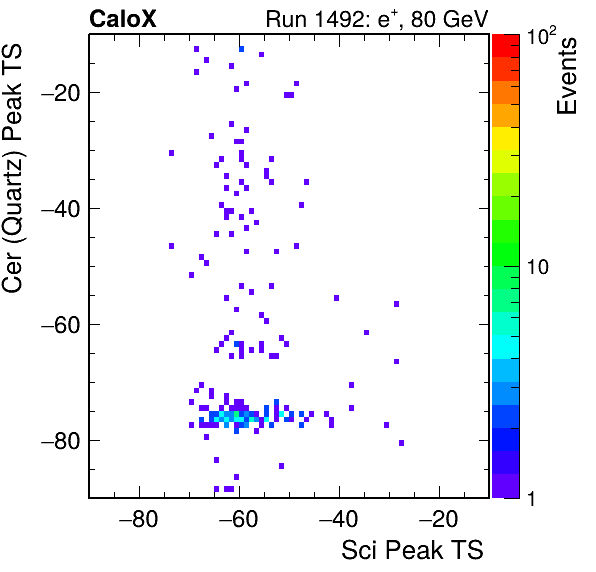 CaloX Run 1492: e+, 80 GeV
Cer (Quartz) Peak TS
−20
−40
−60
−80
−80 −60 −40 −20
Sci Peak TS
Events
10²
10
1